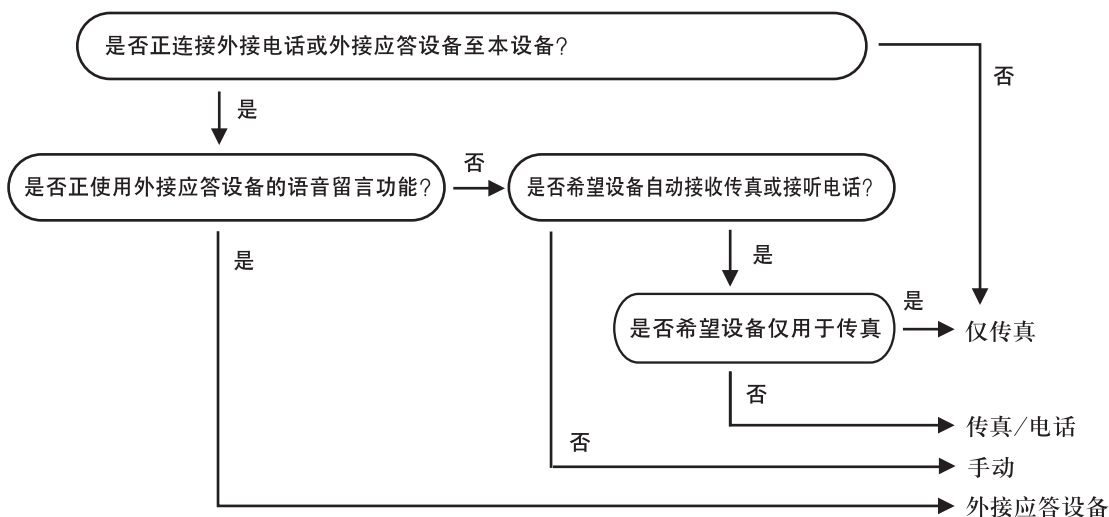 是否正连接外接电话或外接应答设备至本设备?
否
是
是否正使用外接应答设备的语音留言功能?
否
是否希望设备自动接收传真或接听电话?
是
是
是否希望设备仅用于传真
是
仅传真
否
传真/电话
否
手动
外接应答设备